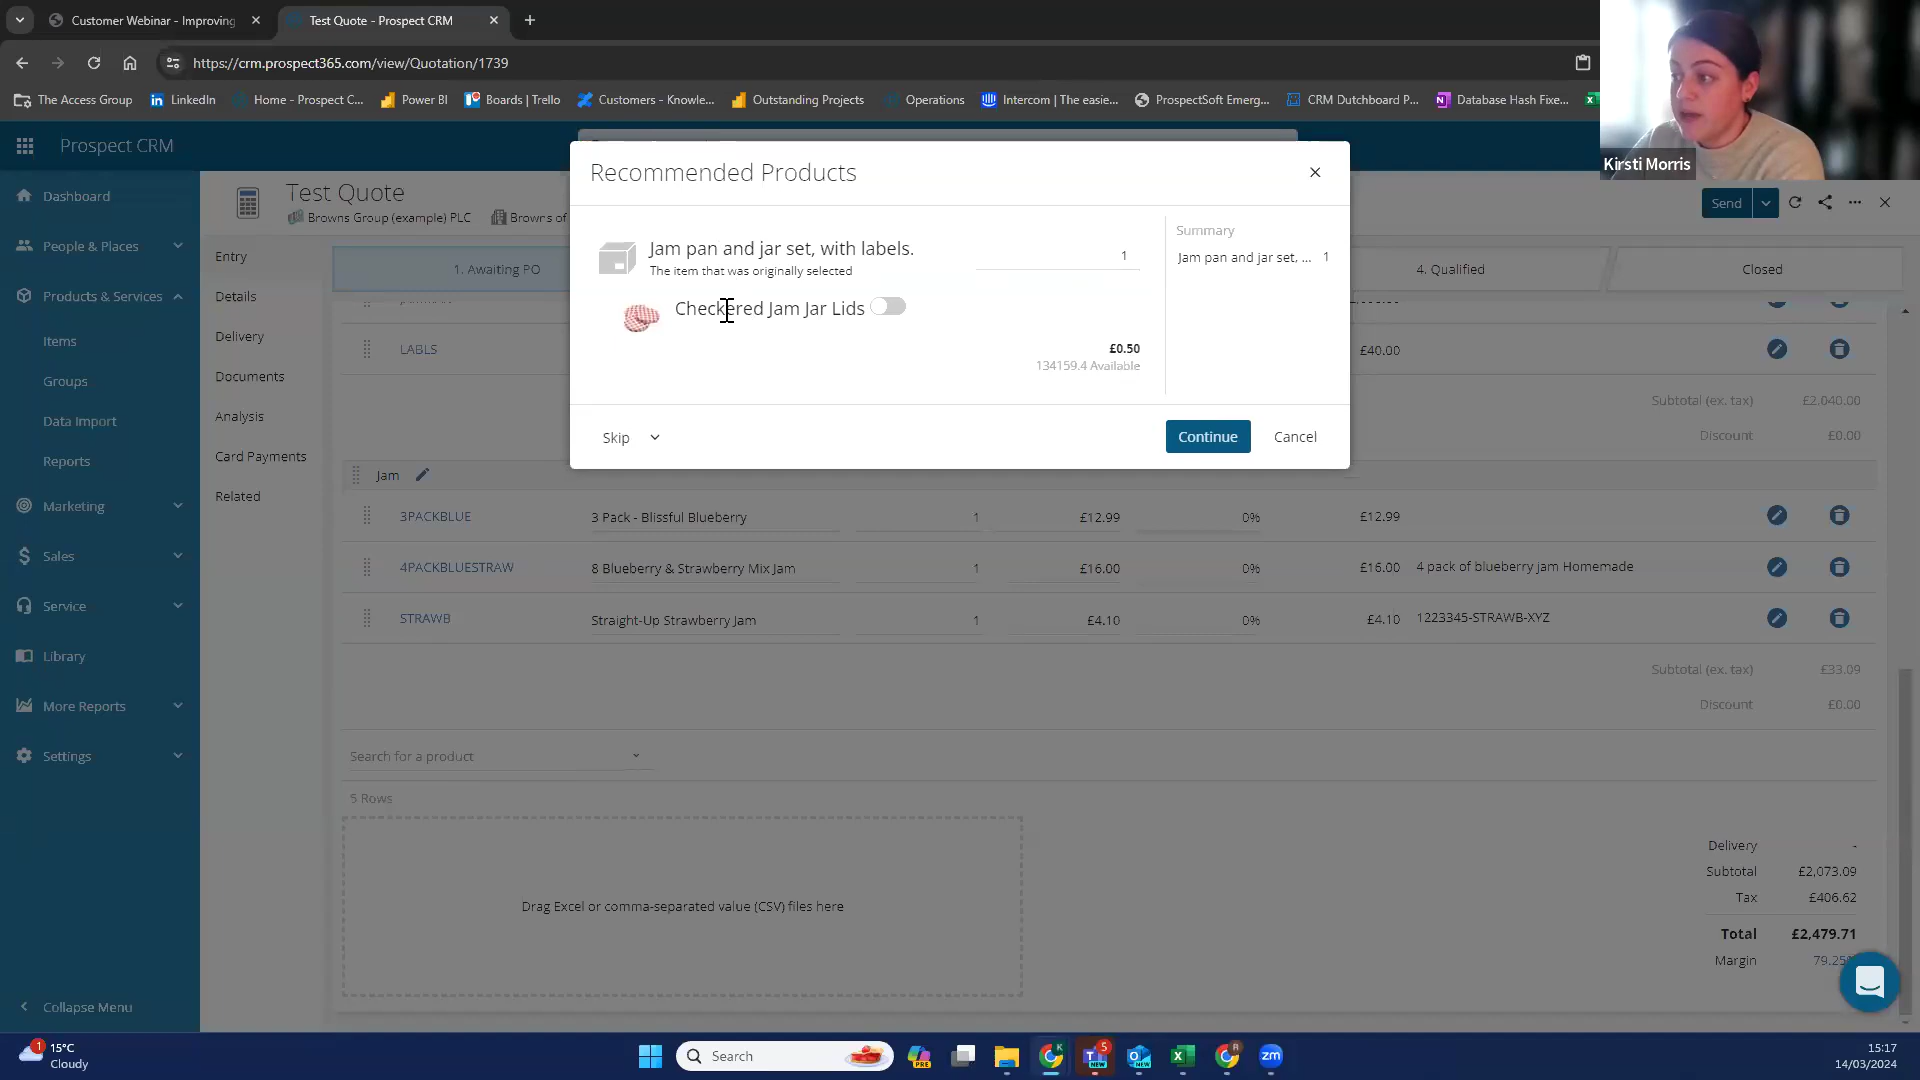 Customer Webinar - Improving
Test Quote - Prospect CRM
https://crm.prospect365.com/view/Quotation/1739
The Access Group
LinkedIn
Home - Prospect C...
Power BI
Boards | Trello
Customers - Knowle...
Outstanding Projects
Operations
Intercom | The easie...
ProspectSoft Emerg...
CRM Dutchboard P...
Database Hash Fixe...
Kirsti Morris
Prospect CRM
Dashboard
People & Places
Products & Services
Items
Groups
Data Import
Reports
Marketing
Sales
Service
Library
More Reports
Settings
Collapse Menu
Test Quote
Browns Group (example) PLC
Browns of
Send
Entry
Details
Delivery
Documents
Analysis
Card Payments
Related
1. Awaiting PO
4. Qualified
Closed
Recommended Products
Jam pan and jar set, with labels.
The item that was originally selected
1
Checkered Jam Jar Lids
£0.50
134159.4 Available
Summary
Jam pan and jar set, ... 1
Skip
Continue
Cancel
LABLS £40.00
Subtotal (ex. tax) £2,040.00
Discount £0.00
Jam
3PACKBLUE 3 Pack - Blissful Blueberry 1 £12.99 0% £12.99
4PACKBLUESTRAW 8 Blueberry & Strawberry Mix Jam 1 £16.00 0% £16.00 4 pack of blueberry jam Homemade
STRAWB Straight-Up Strawberry Jam 1 £4.10 0% £4.10 1223345-STRAWB-XYZ
Subtotal (ex. tax) £33.09
Discount £0.00
Search for a product
5 Rows
Drag Excel or comma-separated value (CSV) files here
Delivery -
Subtotal £2,073.09
Tax £406.62
Total £2,479.71
Margin 79.25
1
15°C
Cloudy
Search
PRE
5
NEW
NEW
zm
15:17
14/03/2024